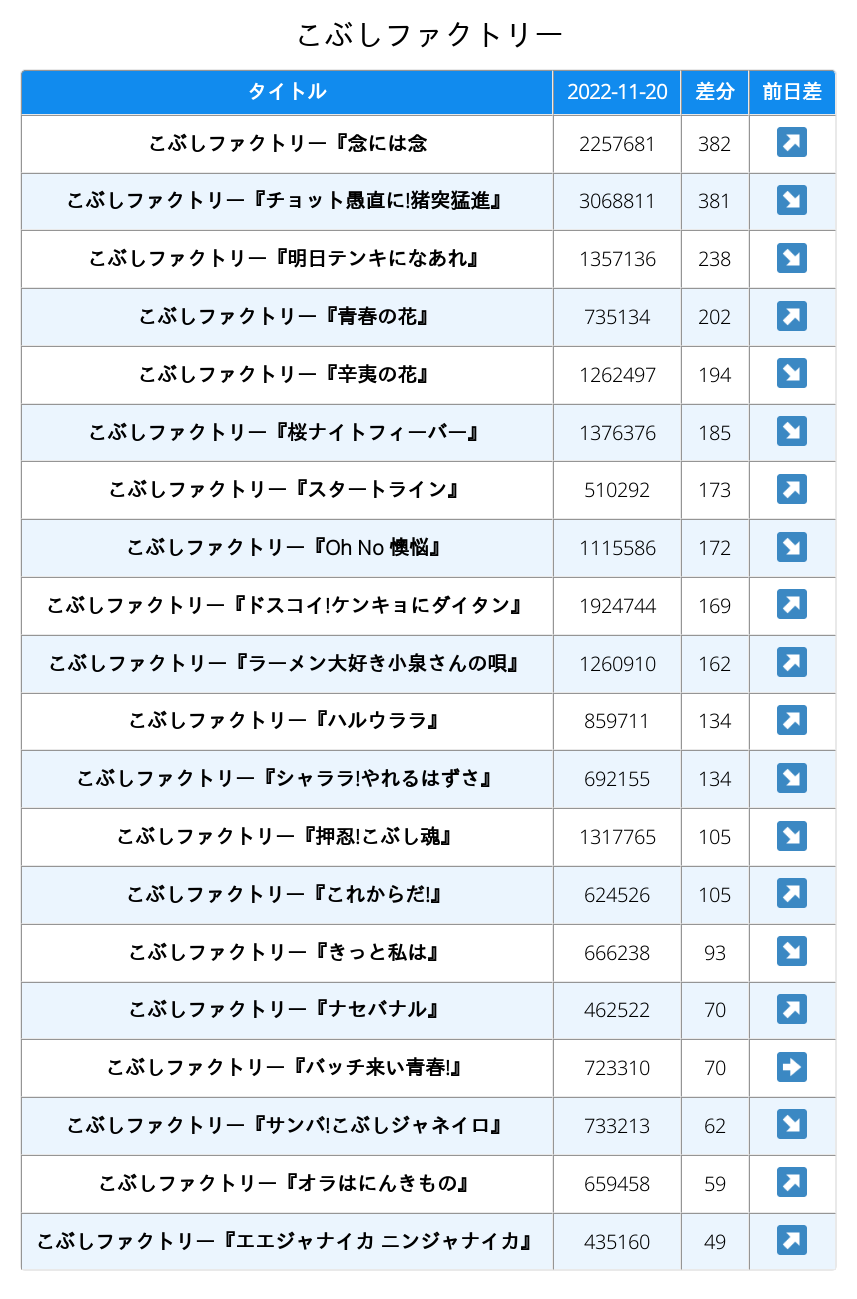 こぶしファクトリー
タイトル 2022-11-20 差分 前日差
こぶしファクトリー『念には念 2257681 382
こぶしファクトリー『チョット愚直に!猪突猛進』 3068811 381
こぶしファクトリー『明日テンキになあれ』 1357136 238
こぶしファクトリー『青春の花』 735134 202
こぶしファクトリー『辛夷の花』 1262497 194
こぶしファクトリー『桜ナイトフィーバー』 1376376 185
こぶしファクトリー『スタートライン』 510292 173
こぶしファクトリー『Oh No 懊悩』 1115586 172
こぶしファクトリー『ドスコイ!ケンキョにダイタン』 1924744 169
こぶしファクトリー『ラーメン大好き小泉さんの唄』 1260910 162
こぶしファクトリー『ハルウララ』 859711 134
こぶしファクトリー『シャララ!やれるはずさ』 692155 134
こぶしファクトリー『押忍!こぶし魂』 1317765 105
こぶしファクトリー『これからだ!』 624526 105
こぶしファクトリー『きっと私は』 666238 93
こぶしファクトリー『ナセバナル』 462522 70
こぶしファクトリー『バッチ来い青春!』 723310 70
こぶしファクトリー『サンバ!こぶしジャネイロ』 733213 62
こぶしファクトリー『オラはにんきもの』 659458 59
こぶしファクトリー『エエジャナイカ ニンジャナイカ』 435160 49